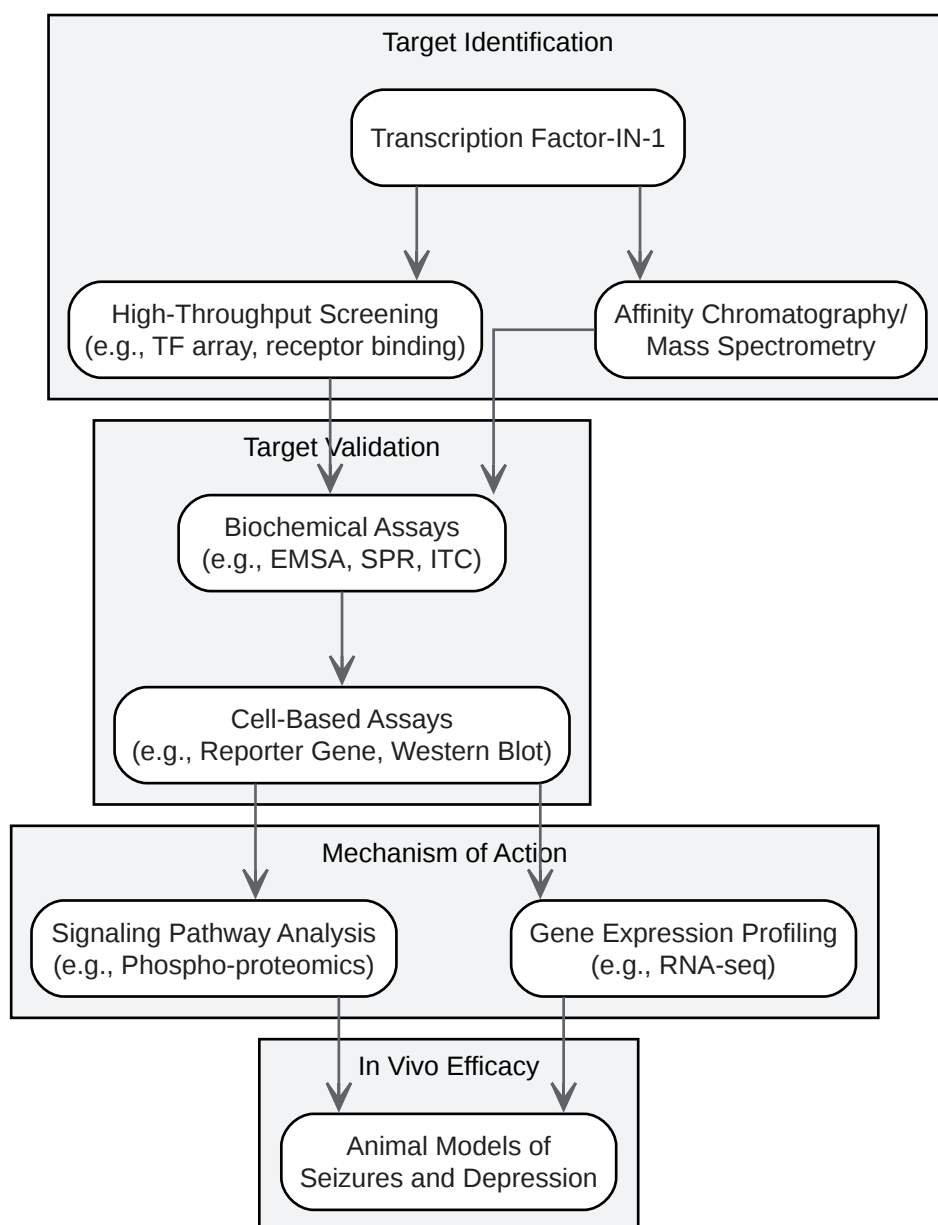 Target Identification
Transcription Factor-IN-1
High-Throughput Screening
(e.g., TF array, receptor binding)
Affinity Chromatography/
Mass Spectrometry
Target Validation
Biochemical Assays
(e.g., EMSA, SPR, ITC)
Cell-Based Assays
(e.g., Reporter Gene, Western Blot)
Mechanism of Action
Signaling Pathway Analysis
(e.g., Phospho-proteomics)
Gene Expression Profiling
(e.g., RNA-seq)
In Vivo Efficacy
Animal Models of
Seizures and Depression